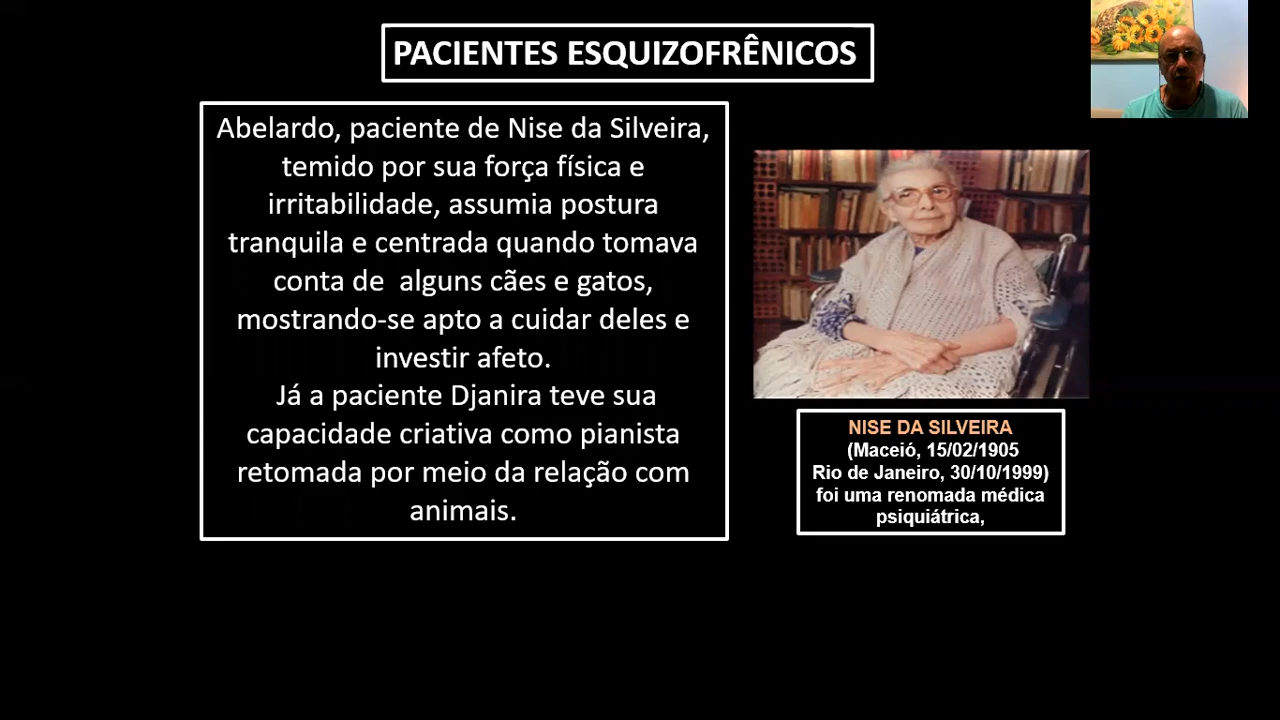 PACIENTES ESQUIZOFRÊNICOS
Abelardo, paciente de Nise da Silveira,
temido por sua força física e
irritabilidade, assumia postura
tranquila e centrada quando tomava
conta de  alguns cães e gatos,
mostrando-se apto a cuidar deles e
investir afeto.
Já a paciente Djanira teve sua
capacidade criativa como pianista
retomada por meio da relação com
animais.
NISE DA SILVEIRA
(Maceió, 15/02/1905
Rio de Janeiro, 30/10/1999)
foi uma renomada médica
psiquiátrica,